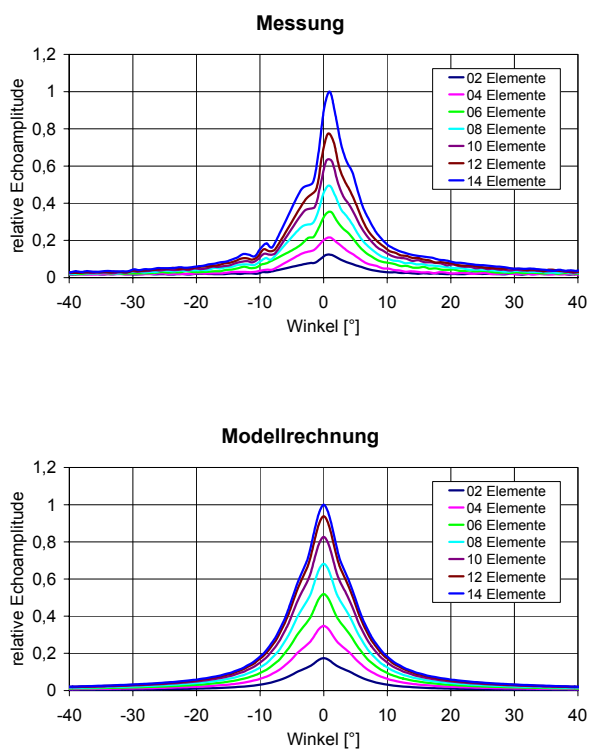 Messung
relative Echoamplitude
1,2
1
0,8
0,6
0,4
0,2
0
-40 -30 -20 -10 0 10 20 30 40
Winkel [°]
02 Elemente
04 Elemente
06 Elemente
08 Elemente
10 Elemente
12 Elemente
14 Elemente
Modellrechnung
relative Echoamplitude
1,2
1
0,8
0,6
0,4
0,2
0
-40 -30 -20 -10 0 10 20 30 40
Winkel [°]
02 Elemente
04 Elemente
06 Elemente
08 Elemente
10 Elemente
12 Elemente
14 Elemente